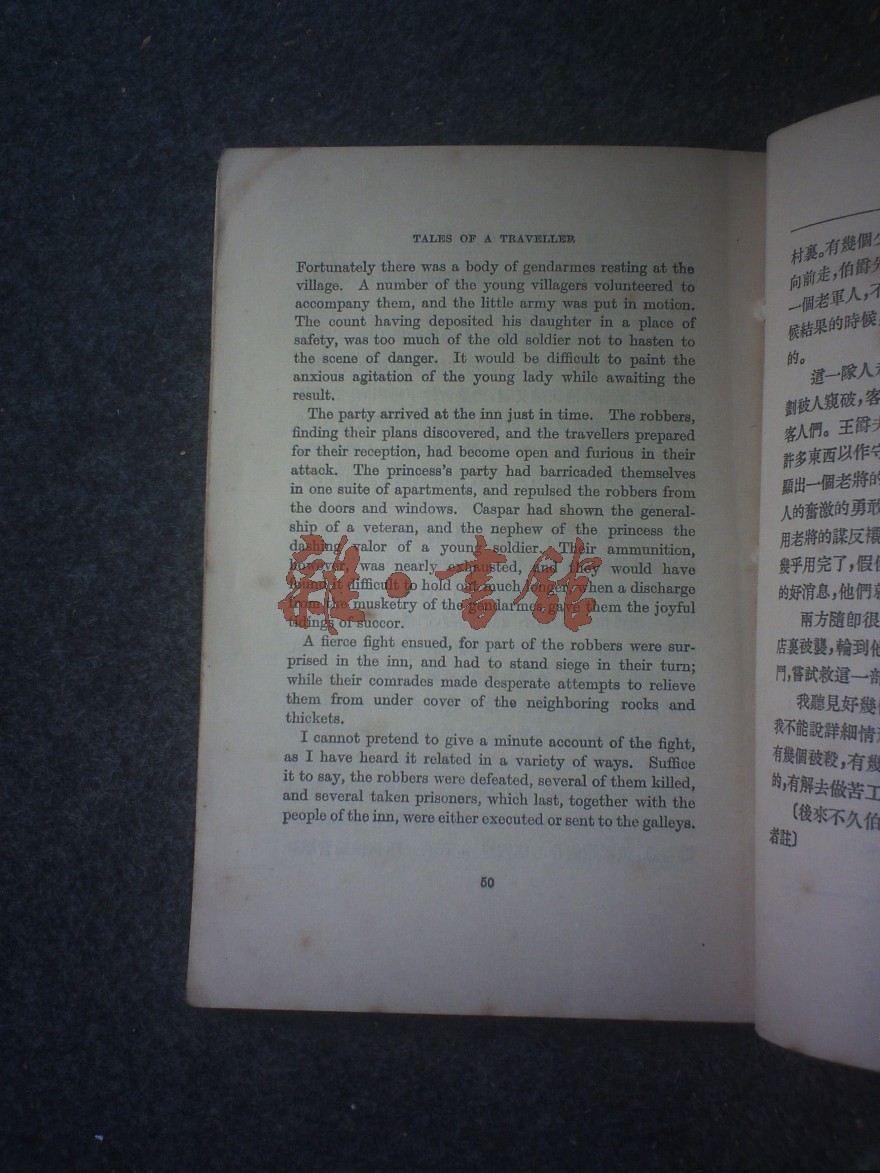 TALES OF A TRAVELLER
Fortunately there was a body of gendarmes resting at the
village. A number of the young villagers volunteered to
accompany them, and the little army was put in motion.
The count having deposited his daughter in a place of
safety, was too much of the old soldier not to hasten to
the scene of danger. It would be difficult to paint the
anxious agitation of the young lady while awaiting the
result.
The party arrived at the inn just in time. The robbers,
finding their plans discovered, and the travellers prepared
for their reception, had become open and furious in their
attack. The princess's party had barricaded themselves
in one suite of apartments, and repulsed the robbers from
the doors and windows. Caspar had shown the general-
ship of a veteran, and the nephew of the princess the
dashing valor of a young soldier. Their ammunition,
however, was nearly exhausted, and they would have
found it difficult to hold out much longer, when a discharge
from the musketry of the gendarmes gave them the joyful
tidings of succor.
A fierce fight ensued, for part of the robbers were sur-
prised in the inn, and had to stand siege in their turn;
while their comrades made desperate attempts to relieve
them from under cover of the neighboring rocks and
thickets.
I cannot pretend to give a minute account of the fight,
as I have heard it related in a variety of ways. Suffice
it to say, the robbers were defeated, several of them killed,
and several taken prisoners, which last, together with the
people of the inn, were either executed or sent to the galleys.
50
雜·書館
村裏。有幾個
向前走，伯爵
一個老軍人，不
候結果的時候，
的。
這一隊人
劃被人窺破，客
客人們。王爵夫
許多東西以作守
顯出一個老將的
人的奮激的勇敢
用老將的謀反襯
幾乎用完了，假
的好消息，他們就
兩方隨即很
店裏被襲，輪到他
門，嘗試救這一部
我聽見好幾
我不能說詳細情
有幾個被殺，有幾
的，有解去做苦工
〔後來不久伯
者註〕